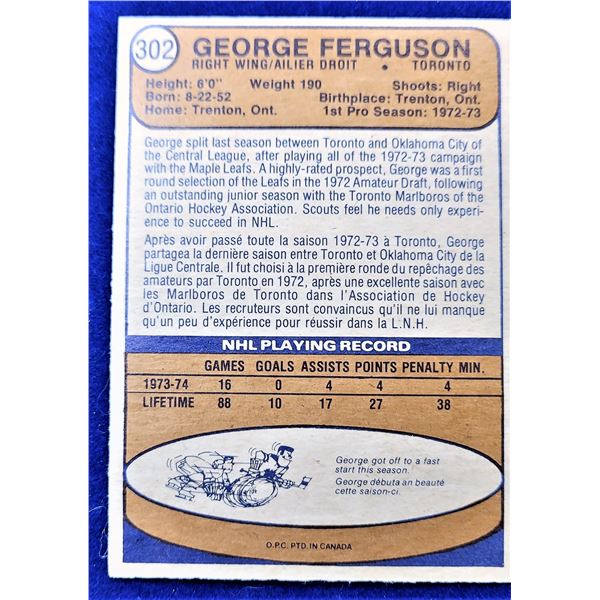 302 GEORGE FERGUSON
RIGHT WING/AILIER DROIT • TORONTO
Height: 6'0" Weight 190 Shoots: Right
Born: 8-22-52 Birthplace: Trenton, Ont.
Home: Trenton, Ont. 1st Pro Season: 1972-73
George split last season between Toronto and Oklahoma City of
the Central League, after playing all of the 1972-73 campaign
with the Maple Leafs. A highly-rated prospect, George was a first
round selection of the Leafs in the 1972 Amateur Draft, following
an outstanding junior season with the Toronto Marlboros of the
Ontario Hockey Association. Scouts feel he needs only experi-
ence to succeed in NHL.
Après avoir passé toute la saison 1972-73 à Toronto, George
partagea la dernière saison entre Toronto et Oklahoma City de la
Ligue Centrale. Il fut choisi à la première ronde du repêchage des
amateurs par Toronto en 1972, après une excellente saison avec
les Marlboros de Toronto dans l'Association de Hockey
d'Ontario. Les recruteurs sont convaincus qu'il ne lui manque
qu'un peu d'expérience pour réussir dans la L.N.H.
NHL PLAYING RECORD
GAMES GOALS ASSISTS POINTS PENALTY MIN.
1973-74 16 0 4 4 4
LIFETIME 88 10 17 27 38
George got off to a fast
start this season.
George débuta an beauté
cette saison-ci.
O.P.C. PTD. IN CANADA